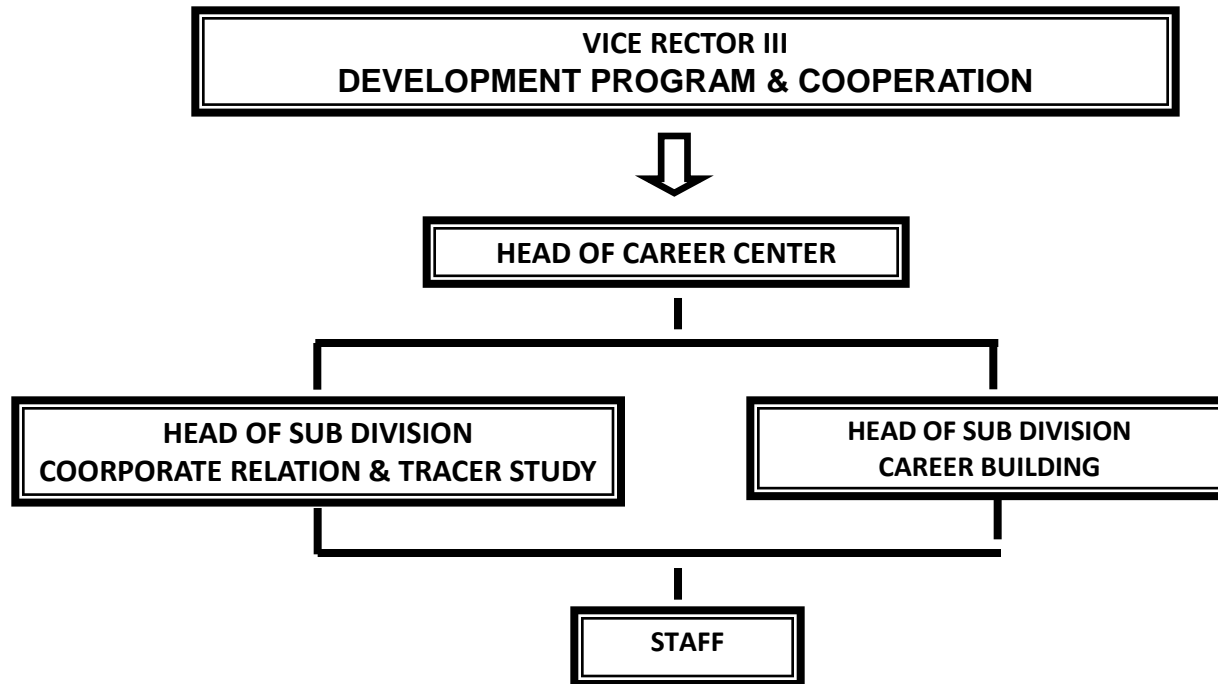 VICE RECTOR III
DEVELOPMENT PROGRAM & COOPERATION
HEAD OF CAREER CENTER
HEAD OF SUB DIVISION
COORPORATE RELATION & TRACER STUDY
HEAD OF SUB DIVISION
CAREER BUILDING
STAFF